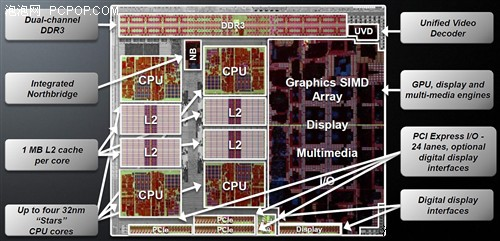 泡泡网 PCPOP.COM
Dual-channel
DDR3
Integrated
Northbridge
1 MB L2 cache
per core
Up to four 32nm
“Stars”
CPU cores
DDR3
NB
UVD
CPU
CPU
L2
L2
L2
L2
CPU
CPU
Graphics SIMD
Array
Display
Multimedia
I/O
PCIe
PCIe
PCIe
Display
Unified Video
Decoder
GPU, display and
multi-media engines
PCI Express I/O -
24 lanes, optional
digital display
interfaces
Digital display
interfaces